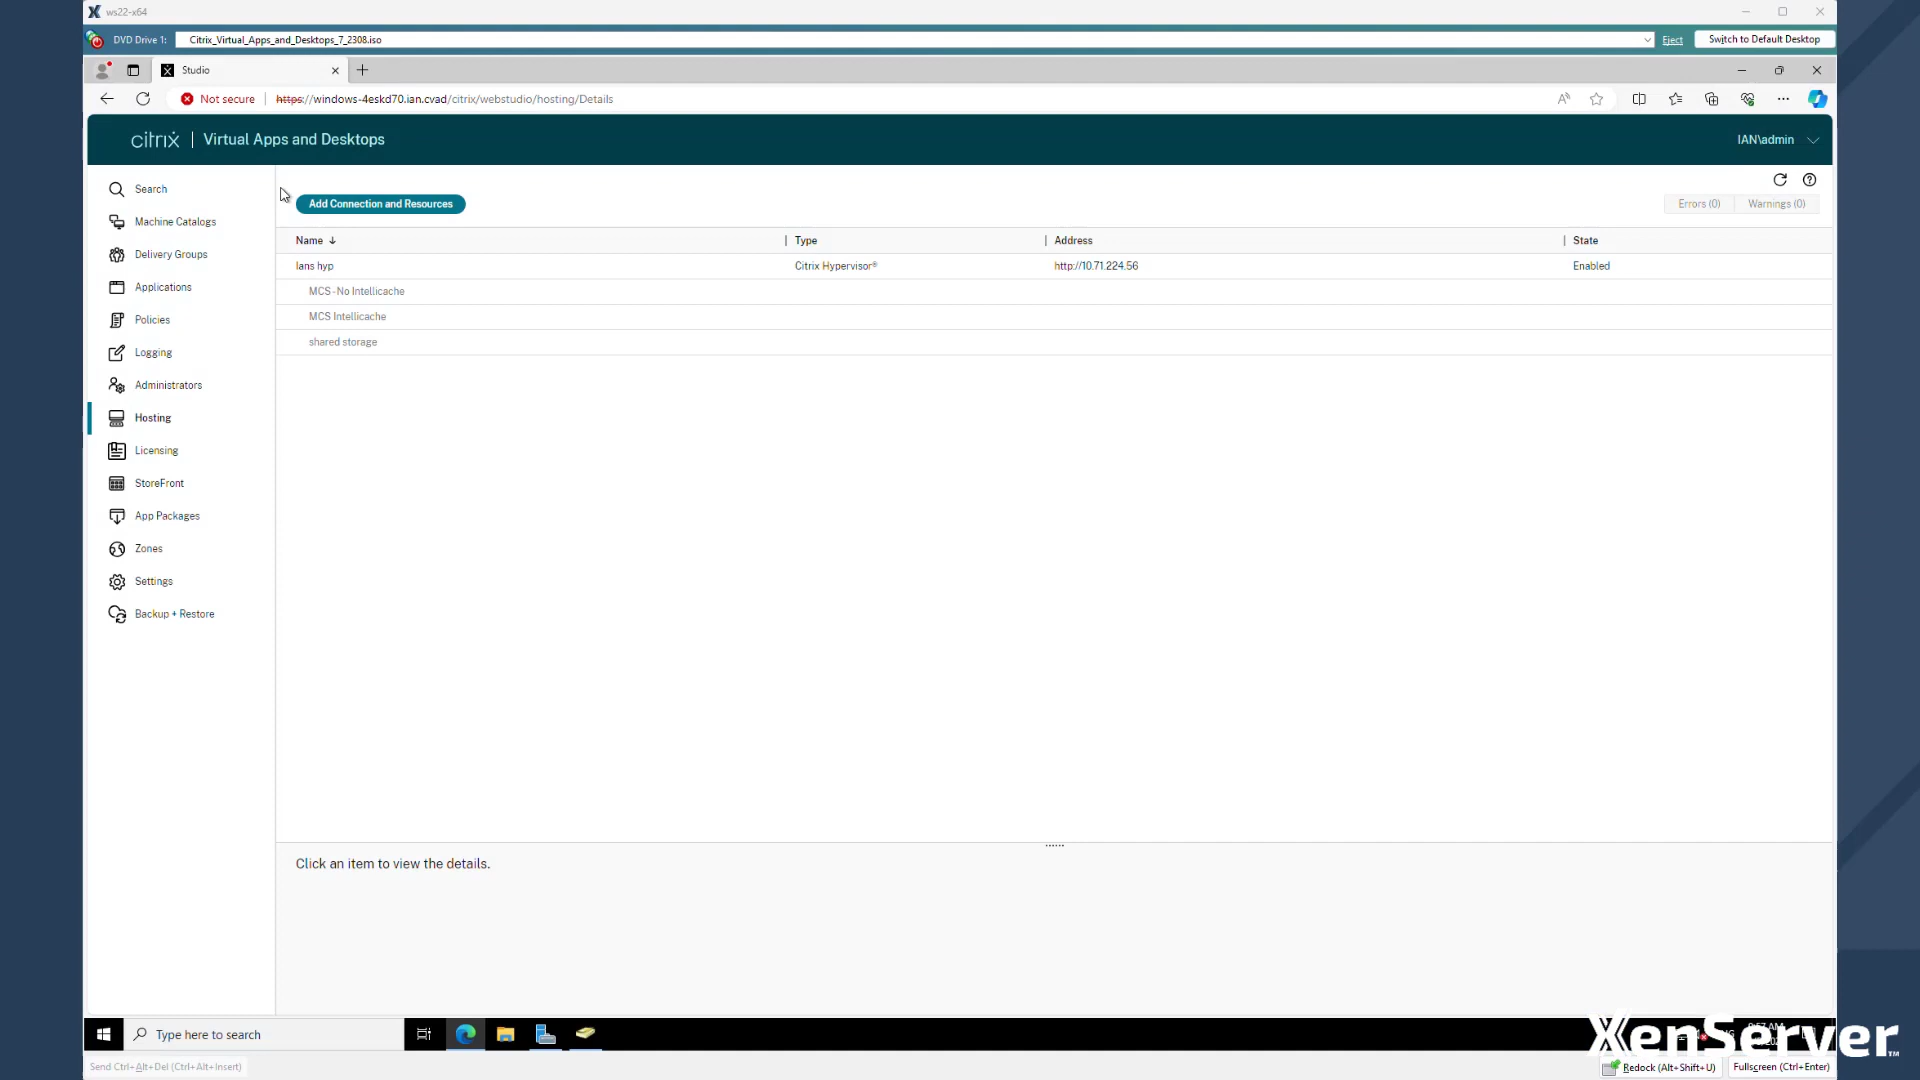 ws22-x64
DVD Drive 1: Citrix_Virtual_Apps_and_Desktops_7_2308.iso Eject Switch to Default Desktop
Studio
Not secure https://windows-4eskd70.ian.cvad/citrix/webstudio/hosting/Details
citrix | Virtual Apps and Desktops IAN\admin
Search
Machine Catalogs
Delivery Groups
Applications
Policies
Logging
Administrators
Hosting
Licensing
StoreFront
App Packages
Zones
Settings
Backup + Restore
Add Connection and Resources Errors (0) Warnings (0)
Name Type Address State
Ians hyp Citrix Hypervisor® http://10.71.224.56 Enabled
MCS - No Intellicache
MCS Intellicache
shared storage
Click an item to view the details.
Type here to search
XenServer™
Send Ctrl+Alt+Del (Ctrl+Alt+Insert) Redock (Alt+Shift+U) Fullscreen (Ctrl+Enter)